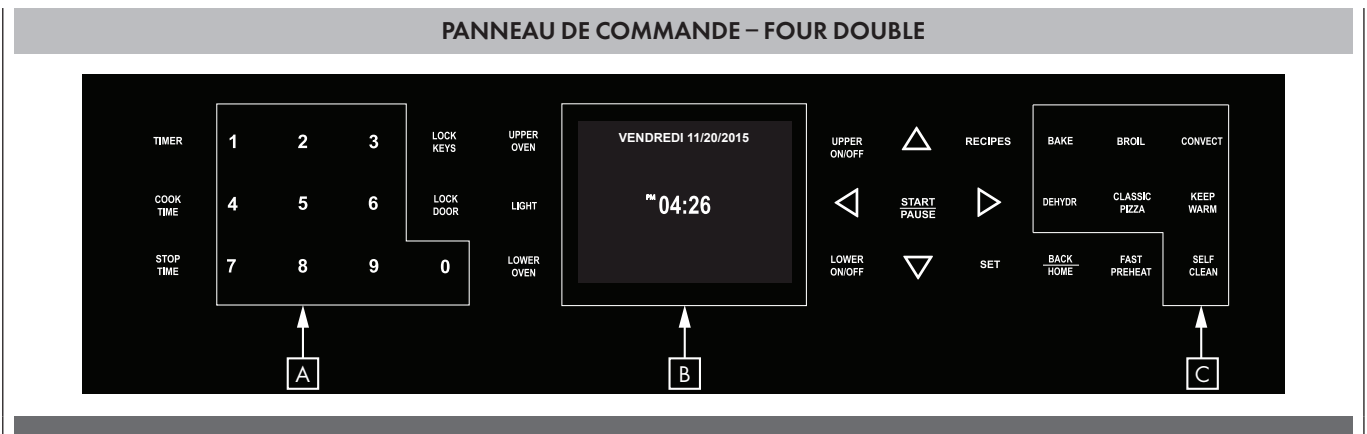 PANNEAU DE COMMANDE – FOUR DOUBLE
TIMER
1 2 3
LOCK
KEYS
UPPER
OVEN
VENDREDI 11/20/2015
UPPER
ON/OFF
RECIPES
BAKE
BROIL
CONVECT
COOK
TIME
4 5 6
LOCK
DOOR
LIGHT
PM 04:26
START
PAUSE
DEHYDR
CLASSIC
PIZZA
KEEP
WARM
STOP
TIME
7 8 9 0
LOWER
OVEN
LOWER
ON/OFF
SET
BACK
HOME
FAST
PREHEAT
SELF
CLEAN
A
B
C